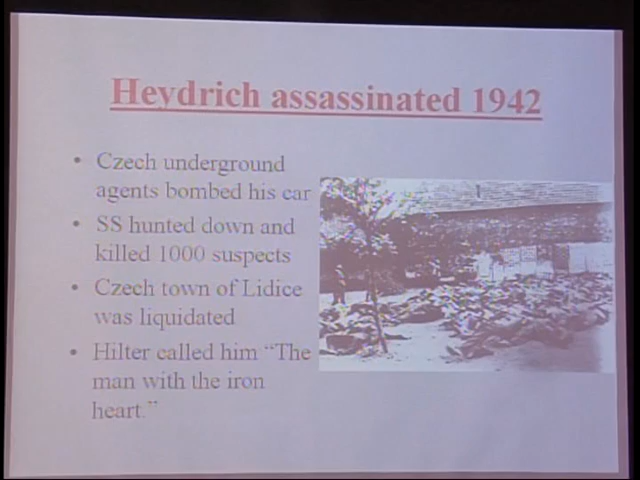 Heydrich assassinated 1942
• Czech underground
agents bombed his car
• SS hunted down and
killed 1000 suspects
• Czech town of Lidice
was liquidated
• Hilter called him “The
man with the iron
heart.”